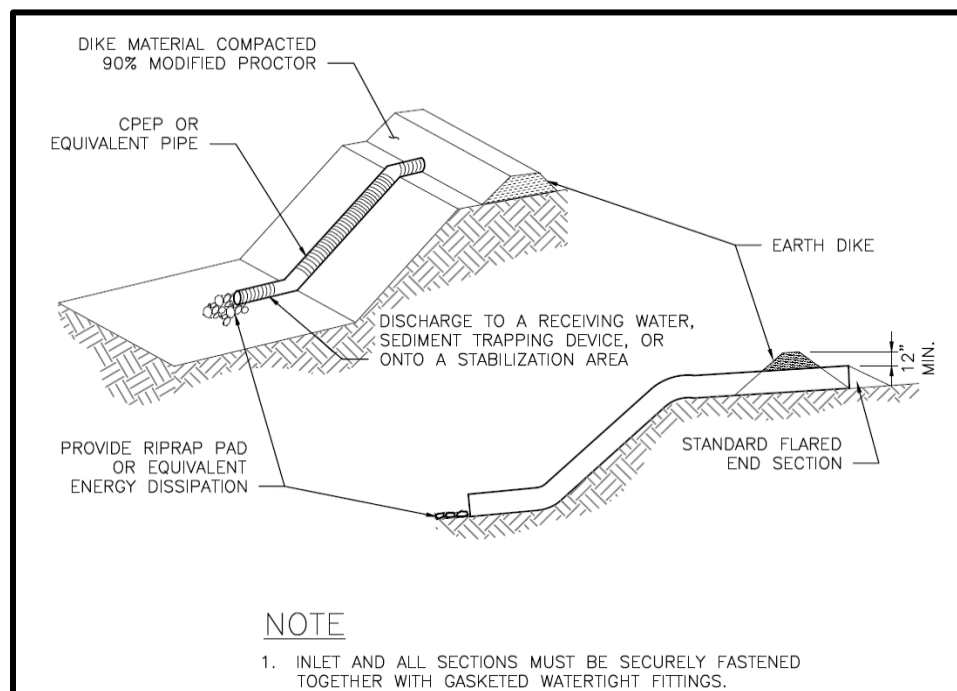 DIKE MATERIAL COMPACTED
90% MODIFIED PROCTOR
CPEP OR
EQUIVALENT PIPE
EARTH DIKE
DISCHARGE TO A RECEIVING WATER,
SEDIMENT TRAPPING DEVICE, OR
ONTO A STABILIZATION AREA
12"
MIN.
PROVIDE RIPRAP PAD
OR EQUIVALENT
ENERGY DISSIPATION
STANDARD FLARED
END SECTION
NOTE
1. INLET AND ALL SECTIONS MUST BE SECURELY FASTENED
TOGETHER WITH GASKETED WATERTIGHT FITTINGS.